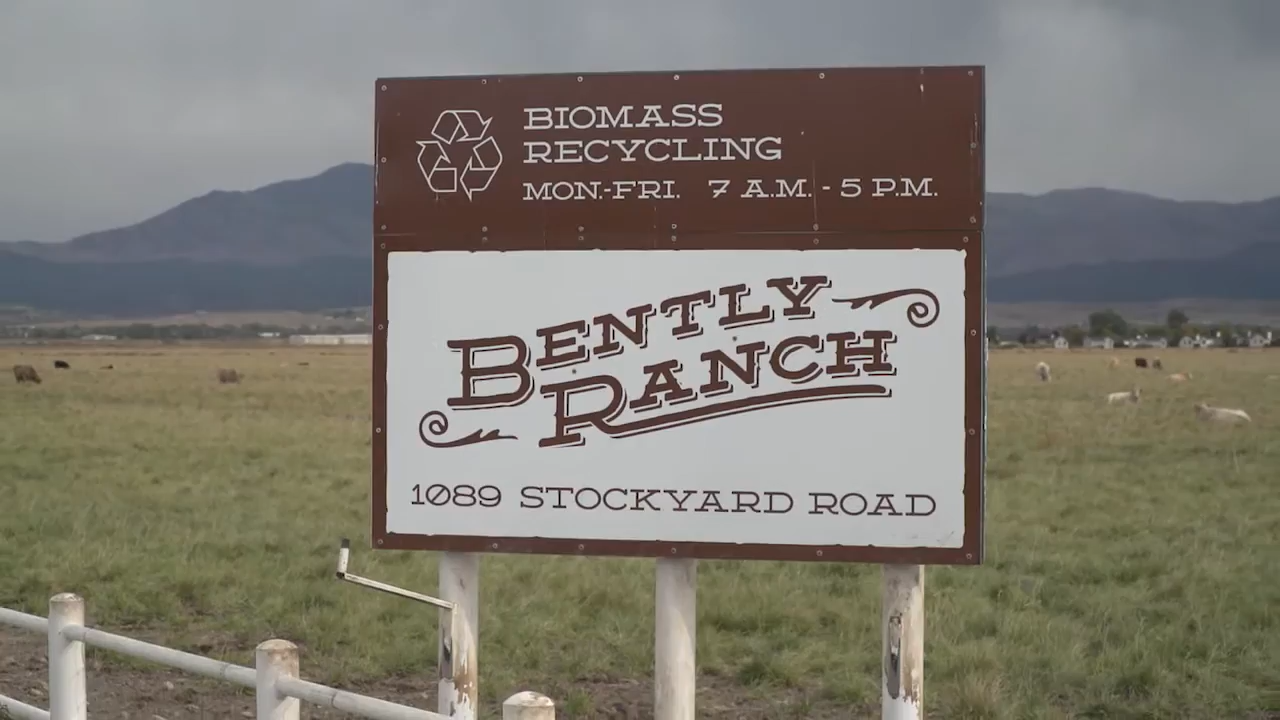 BIOMASS
RECYCLING
MON.-FRI. 7 A.M. - 5 P.M.
BENTLY
RANCH
1089 STOCKYARD ROAD